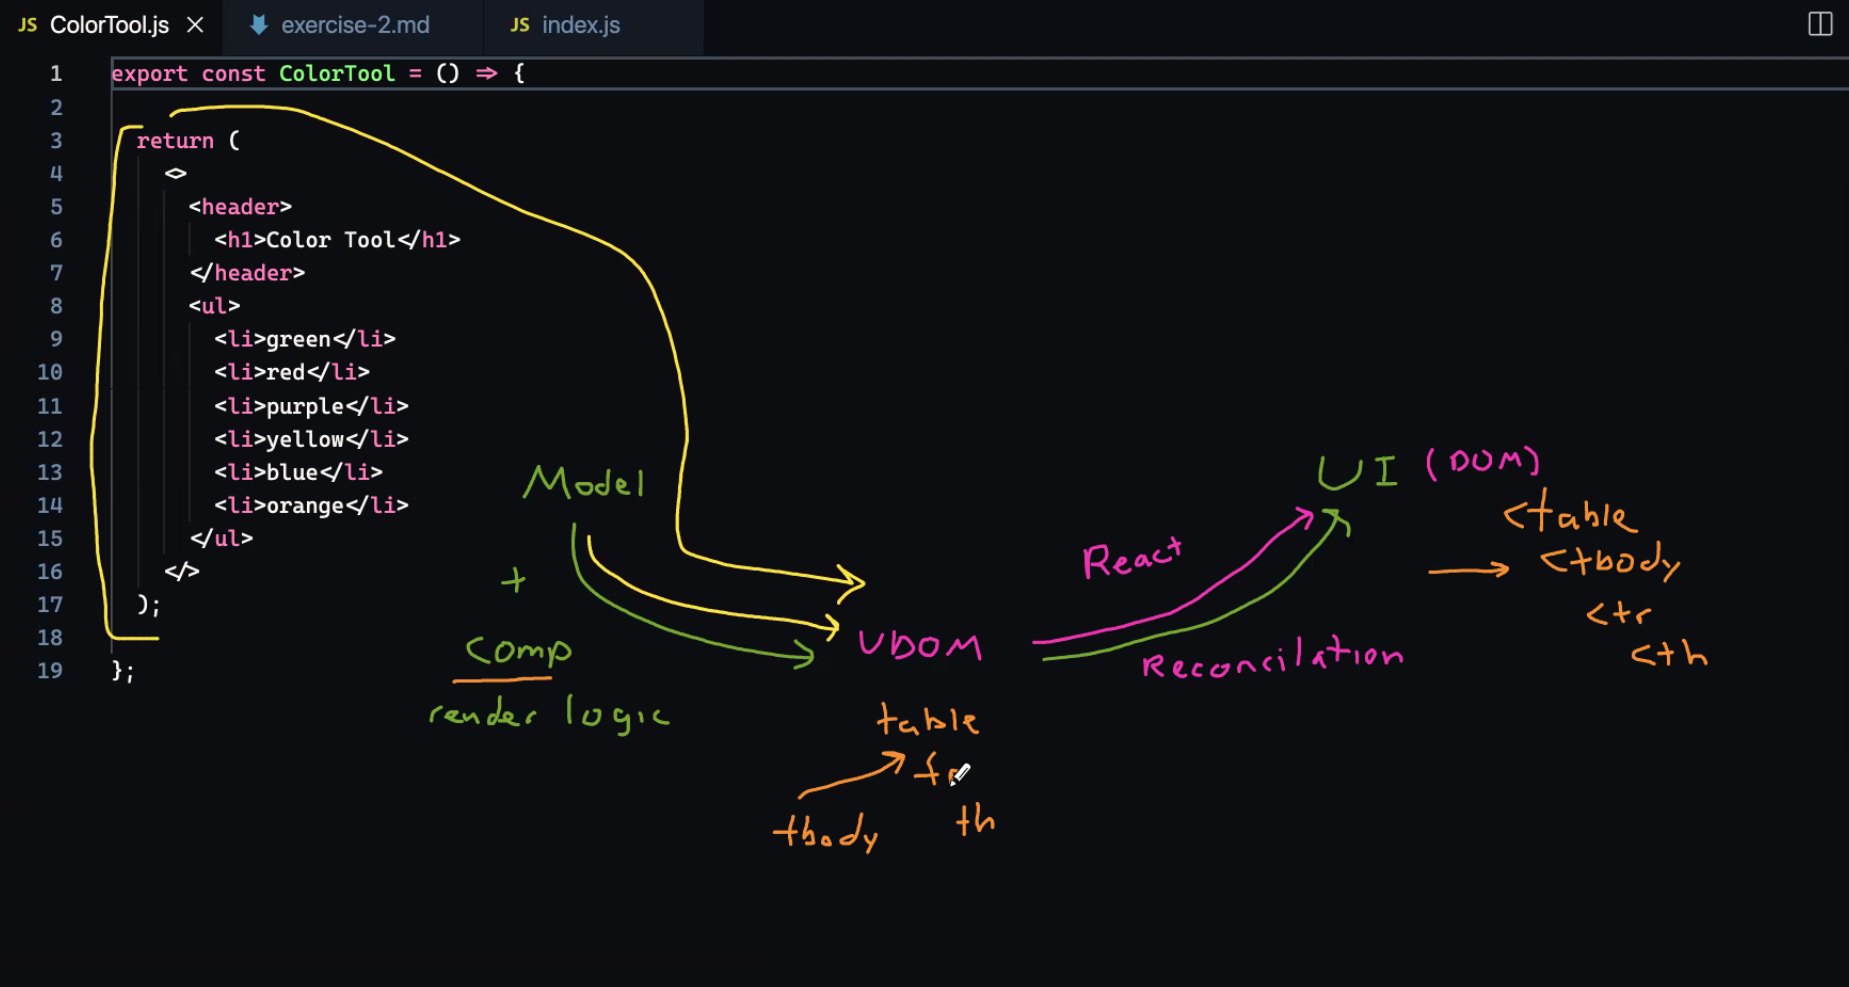 JS ColorTool.js × exercise-2.md JS index.js
1 export const ColorTool = () => {
2
3 return (
4 <>
5 <header>
6 <h1>Color Tool</h1>
7 </header>
8 <ul>
9 <li>green</li>
10 <li>red</li>
11 <li>purple</li>
12 <li>yellow</li>
13 <li>blue</li>
14 <li>orange</li>
15 </ul>
16 </>
17 );
18
19 };
Model
+
comp
render logic
VDOM
table
th
tbody
React
Reconcilation
UI (DOM)
<table
<tbody
<tr
<th